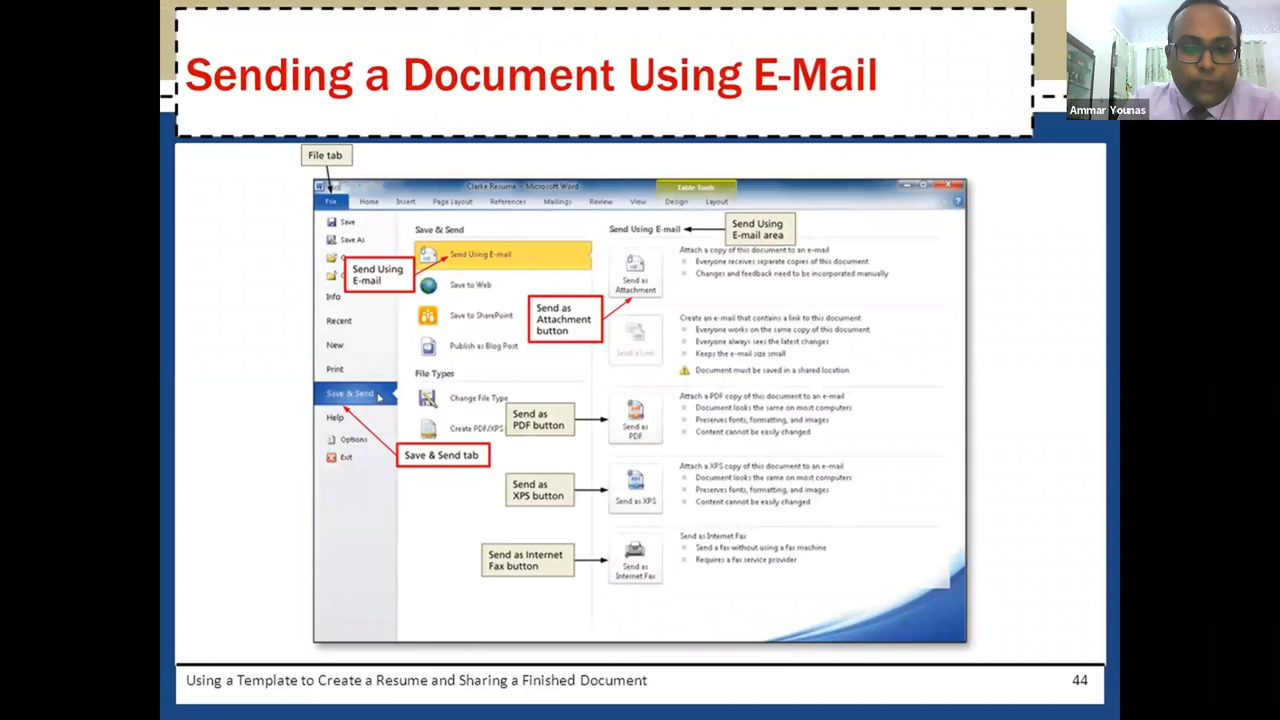 Sending a Document Using E-Mail
Ammar Younas
File tab
Clarke Resume - Microsoft Word
Table Tools
File Home Insert Page Layout References Mailings Review View Design Layout
Save
Save As
Info
Recent
New
Print
Save & Send
Help
Options
Exit
Save & Send
Send Using E-mail
Save to Web
Save to SharePoint
Publish as Blog Post
File Types
Change File Type
Create PDF/XPS
Send Using
E-mail
Save & Send tab
Send Using E-mail
Send Using
E-mail area
Send as
Attachment
button
Send as
Attachment
Attach a copy of this document to an e-mail
Everyone receives separate copies of this document
Changes and feedback need to be incorporated manually
Send a Link
Create an e-mail that contains a link to this document
Everyone works on the same copy of this document
Everyone always sees the latest changes
Keeps the e-mail size small
Document must be saved in a shared location
Send as
PDF button
Send as
PDF
Attach a PDF copy of this document to an e-mail
Document looks the same on most computers
Preserves fonts, formatting, and images
Content cannot be easily changed
Send as
XPS button
Send as XPS
Attach a XPS copy of this document to an e-mail
Document looks the same on most computers
Preserves fonts, formatting, and images
Content cannot be easily changed
Send as Internet
Fax button
Send as
Internet Fax
Send as Internet Fax
Send a fax without using a fax machine
Requires a fax service provider
Using a Template to Create a Resume and Sharing a Finished Document
44